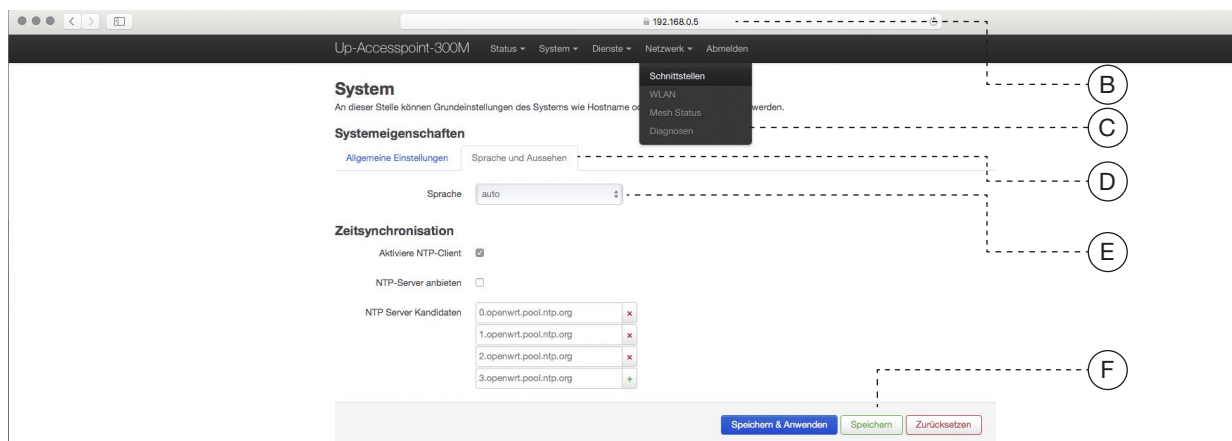 192.168.0.5
B
Up-Accesspoint-300M Status System Dienste Netzwerk Abmelden
Schnittstellen
WLAN
Mesh Status
Diagnosen
C
System
An dieser Stelle können Grundeinstellungen des Systems wie Hostname werden.
Systemeigenschaften
Allgemeine Einstellungen Sprache und Aussehen
D
Sprache auto
E
Zeitsynchronisation
Aktiviere NTP-Client
NTP-Server anbieten
NTP Server Kandidaten 0.openwrt.pool.ntp.org
1.openwrt.pool.ntp.org
2.openwrt.pool.ntp.org
3.openwrt.pool.ntp.org
F
Speichern & Anwenden Speichern Zurücksetzen